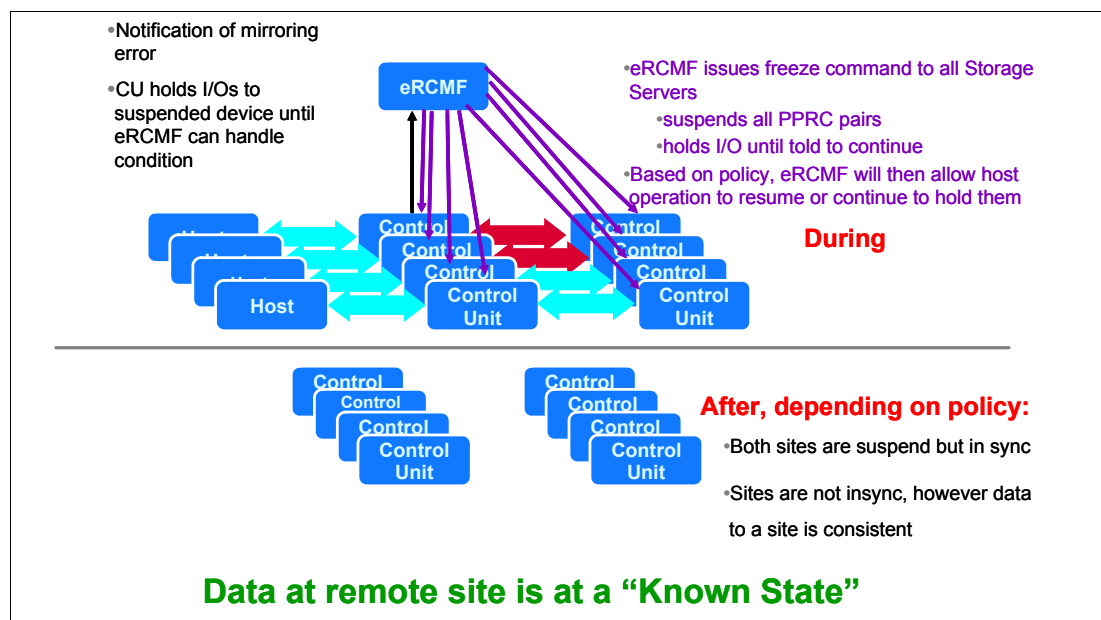 •Notification of mirroring
error
•CU holds I/Os to
suspended device until
eRCMF can handle
condition
eRCMF
•eRCMF issues freeze command to all Storage
Servers
•suspends all PPRC pairs
•holds I/O until told to continue
•Based on policy, eRCMF will then allow host
operation to resume or continue to hold them
During
Host
Control
Control
Control
Control
Unit
Control
Control
Control
Control
Unit
Control
Control
Control
Control
Unit
Control
Control
Control
Control
Unit
After, depending on policy:
•Both sites are suspend but in sync
•Sites are not insync, however data
to a site is consistent
Data at remote site is at a “Known State”